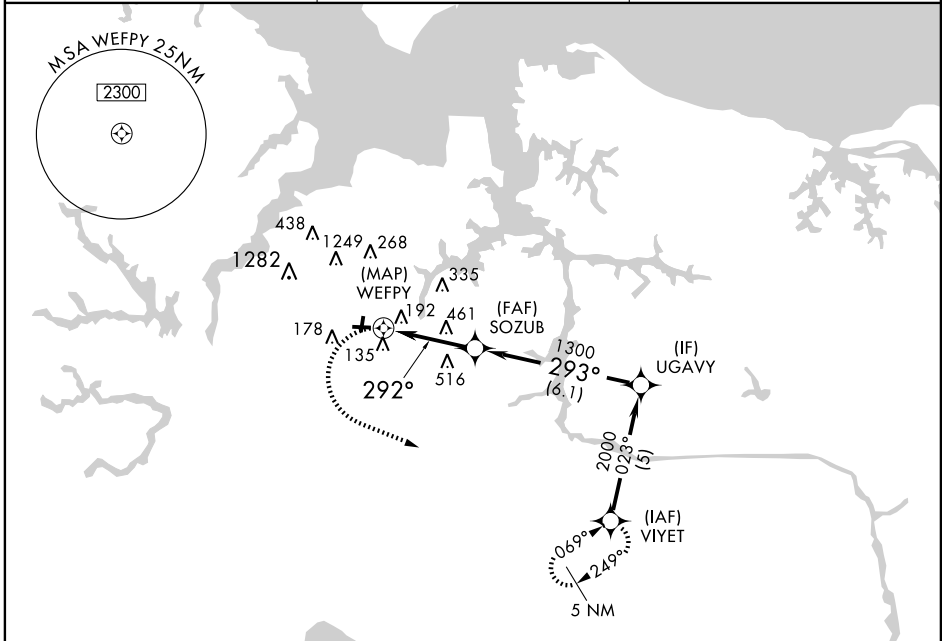 MSA WEFPY 25NM
2300
438
1249
268
1282
(MAP)
WEFPY
335
192
461
(FAF)
SOZUB
178
135
516
292°
1300
293°
(6.1)
(IF)
UGAVY
2000
023°
(5)
(IAF)
VIYET
069°
249°
5 NM